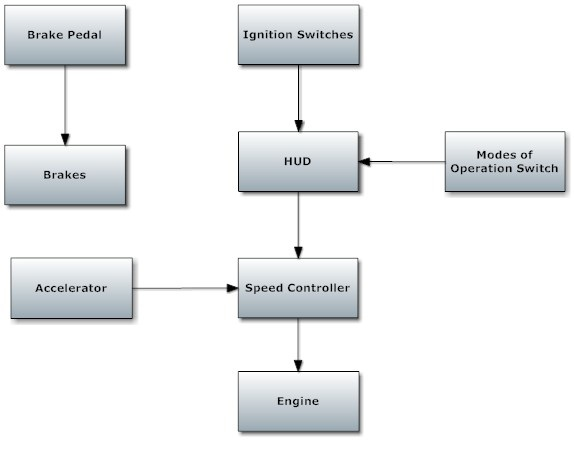 Brake Pedal
Ignition Switches
Brakes
HUD
Modes of
Operation Switch
Accelerator
Speed Controller
Engine